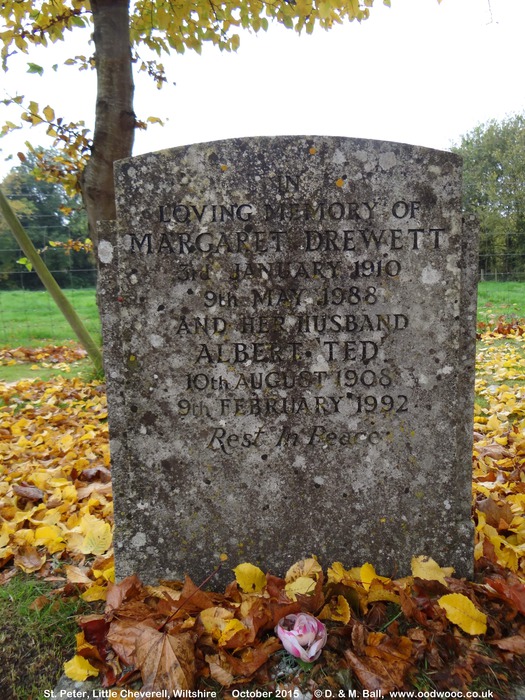 IN
LOVING MEMORY OF
MARGARET DREWETT
3rd JANUARY 1910
9th MAY 1988
AND HER HUSBAND
ALBERT 'TED'
10th AUGUST 1908
9th FEBRUARY 1992
Rest In Peace
St. Peter, Little Cheverell, Wiltshire October 2015 © D. & M. Ball, www.oodwooc.co.uk